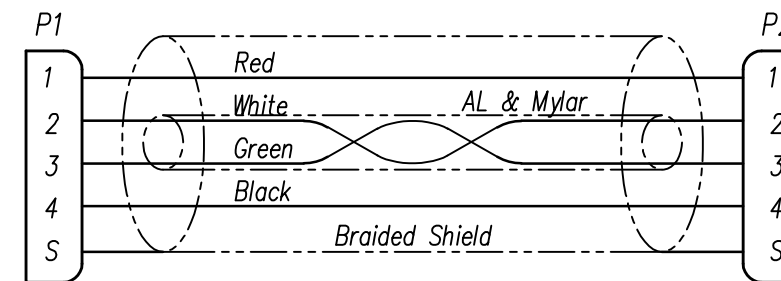 P1
P2
1 Red 1
2 White AL & Mylar 2
3 Green 3
4 Black 4
S Braided Shield S